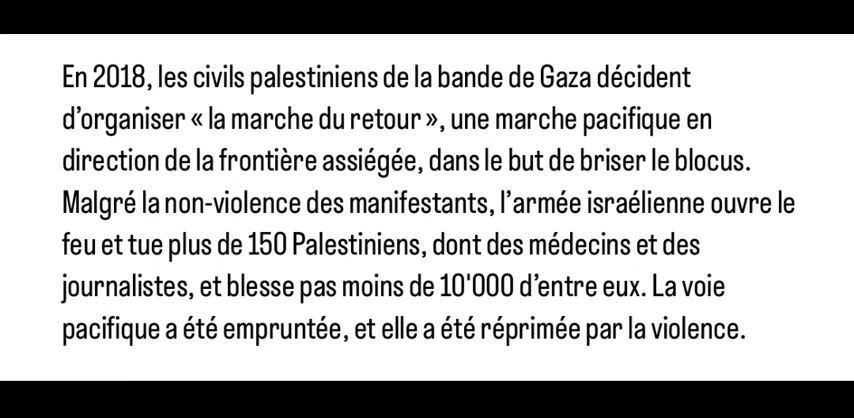 En 2018, les civils palestiniens de la bande de Gaza décident
d’organiser « la marche du retour », une marche pacifique en
direction de la frontière assiégée, dans le but de briser le blocus.
Malgré la non-violence des manifestants, l’armée israélienne ouvre le
feu et tue plus de 150 Palestiniens, dont des médecins et des
journalistes, et blesse pas moins de 10'000 d’entre eux. La voie
pacifique a été empruntée, et elle a été réprimée par la violence.